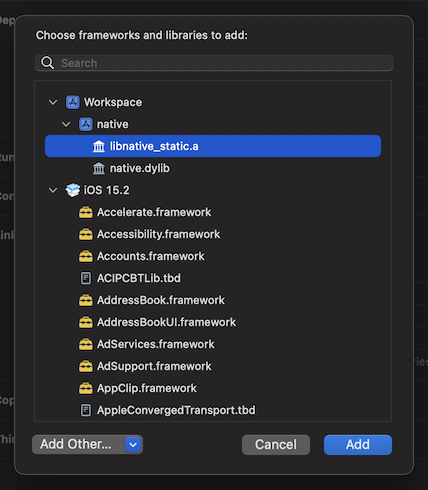 Choose frameworks and libraries to add:
Search
Workspace
native
libnative_static.a
native.dylib
iOS 15.2
Accelerate.framework
Accessibility.framework
Accounts.framework
ACIPCBTLib.tbd
AddressBook.framework
AddressBookUI.framework
AdServices.framework
AdSupport.framework
AppClip.framework
AppleConvergedTransport.tbd
Add Other...
Cancel
Add